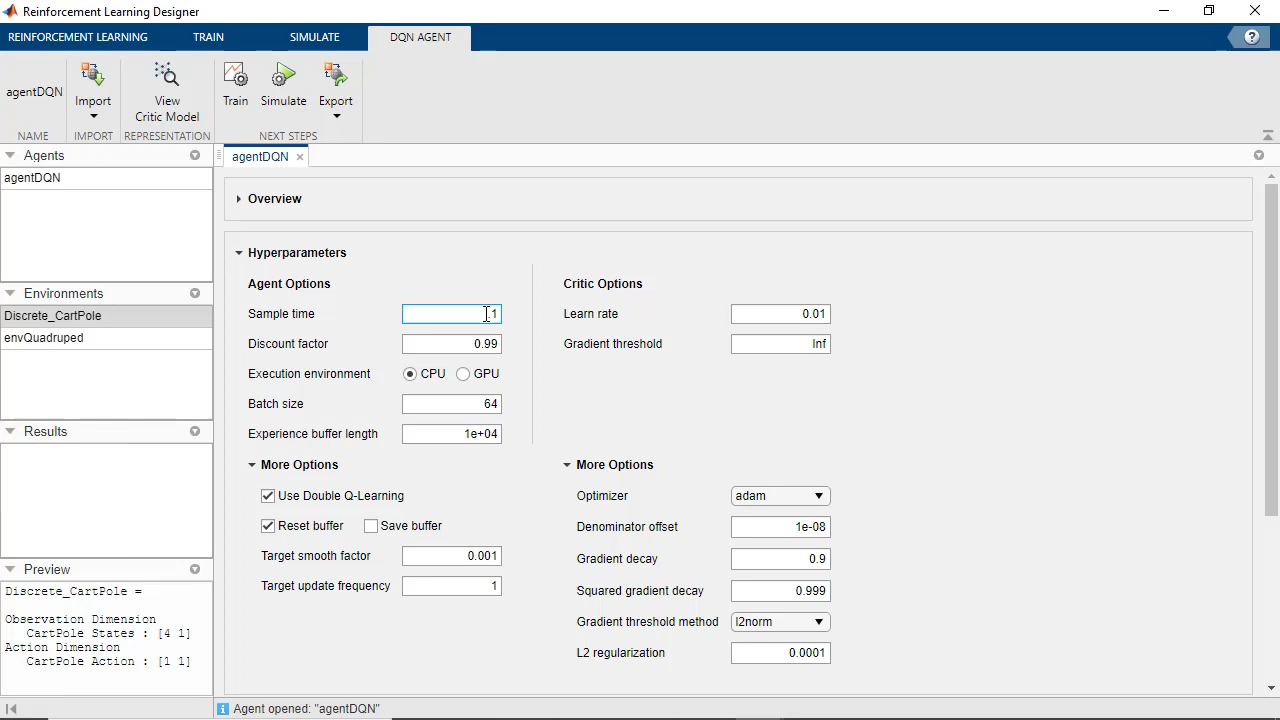 Reinforcement Learning Designer
REINFORCEMENT LEARNING TRAIN SIMULATE DQN AGENT
?
agentDQN
Import
View
Critic Model
Train
Simulate
Export
NAME IMPORT REPRESENTATION NEXT STEPS
Agents
agentDQN
Environments
Discrete_CartPole
envQuadruped
Results
Preview
Discrete_CartPole =
Observation Dimension
CartPole States : [4 1]
Action Dimension
CartPole Action : [1 1]
agentDQN
Overview
Hyperparameters
Agent Options
Sample time 1
Discount factor 0.99
Execution environment CPU GPU
Batch size 64
Experience buffer length 1e+04
More Options
Use Double Q-Learning
Reset buffer Save buffer
Target smooth factor 0.001
Target update frequency 1
Critic Options
Learn rate 0.01
Gradient threshold Inf
More Options
Optimizer adam
Denominator offset 1e-08
Gradient decay 0.9
Squared gradient decay 0.999
Gradient threshold method l2norm
L2 regularization 0.0001
Agent opened: "agentDQN"